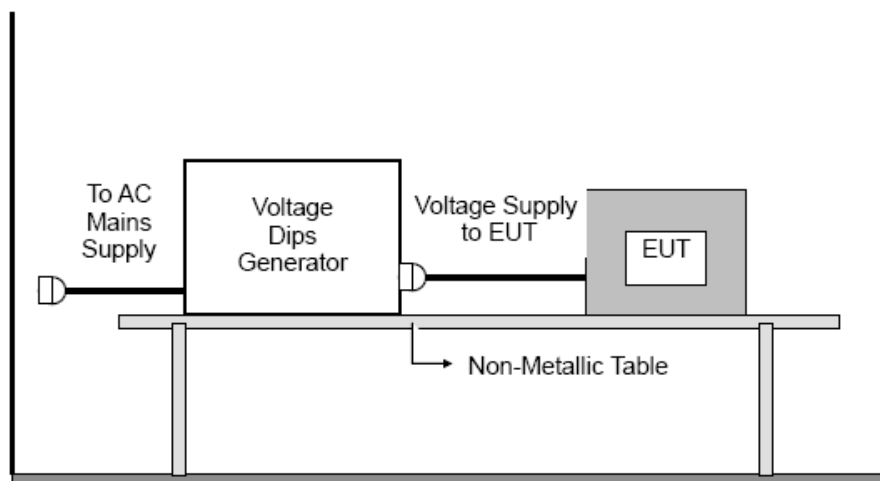 To AC
Mains
Supply
Voltage
Dips
Generator
Voltage Supply
to EUT
EUT
Non-Metallic Table